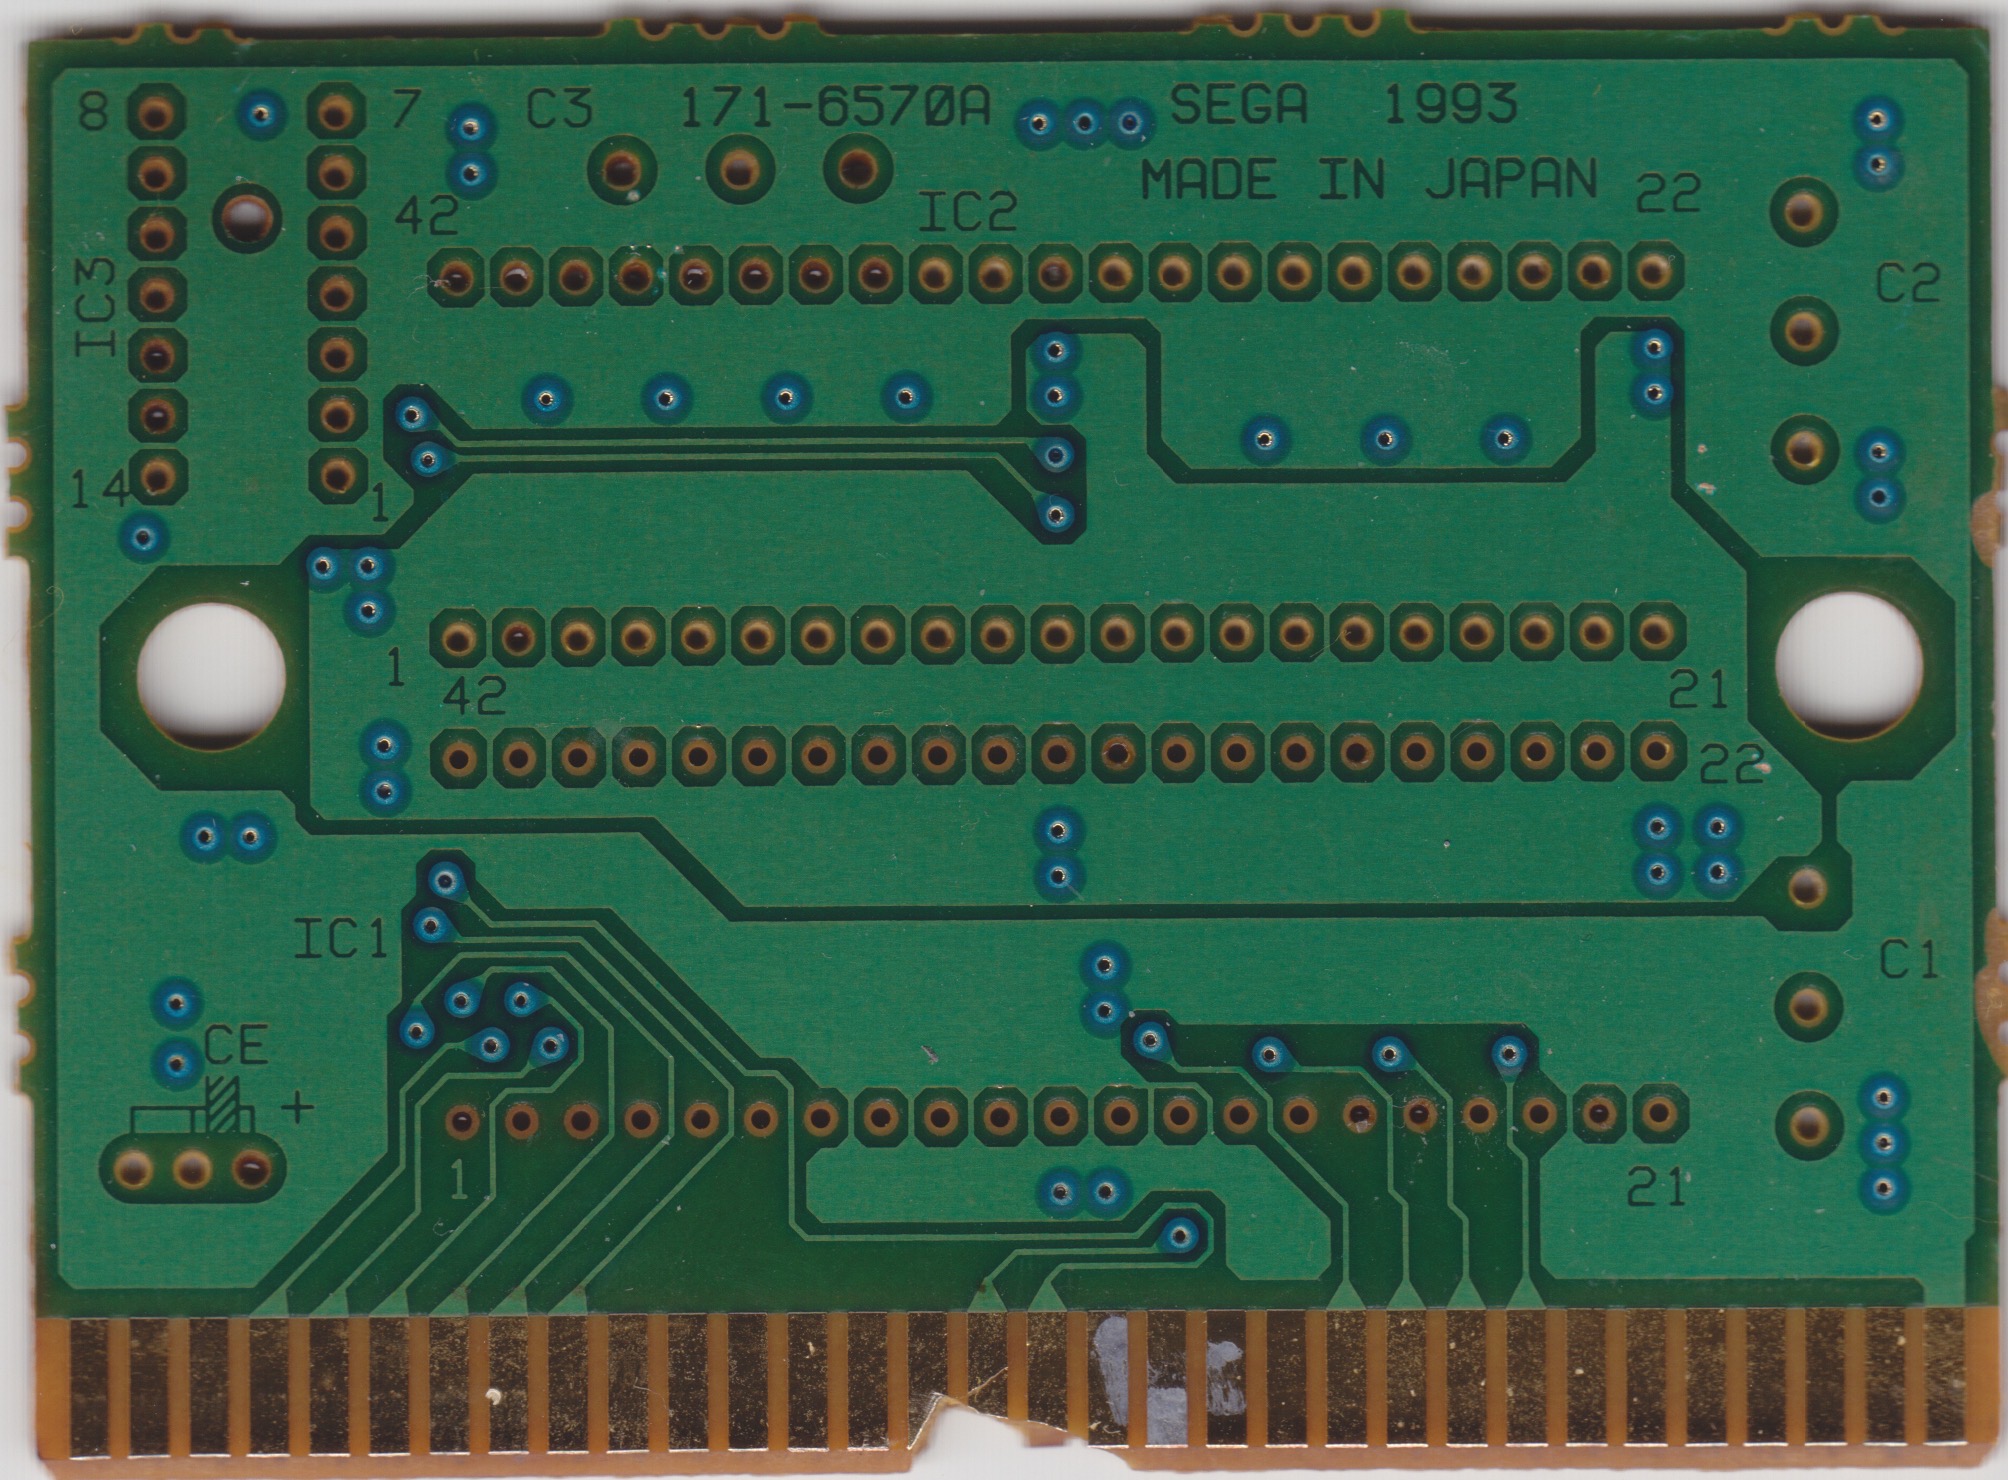 8 7 C3 171-6570A SEGA 1993
MADE IN JAPAN
42 IC2 22
IC3 C2
14 1
1 42 21
22
IC1 C1
CE
+
1 21